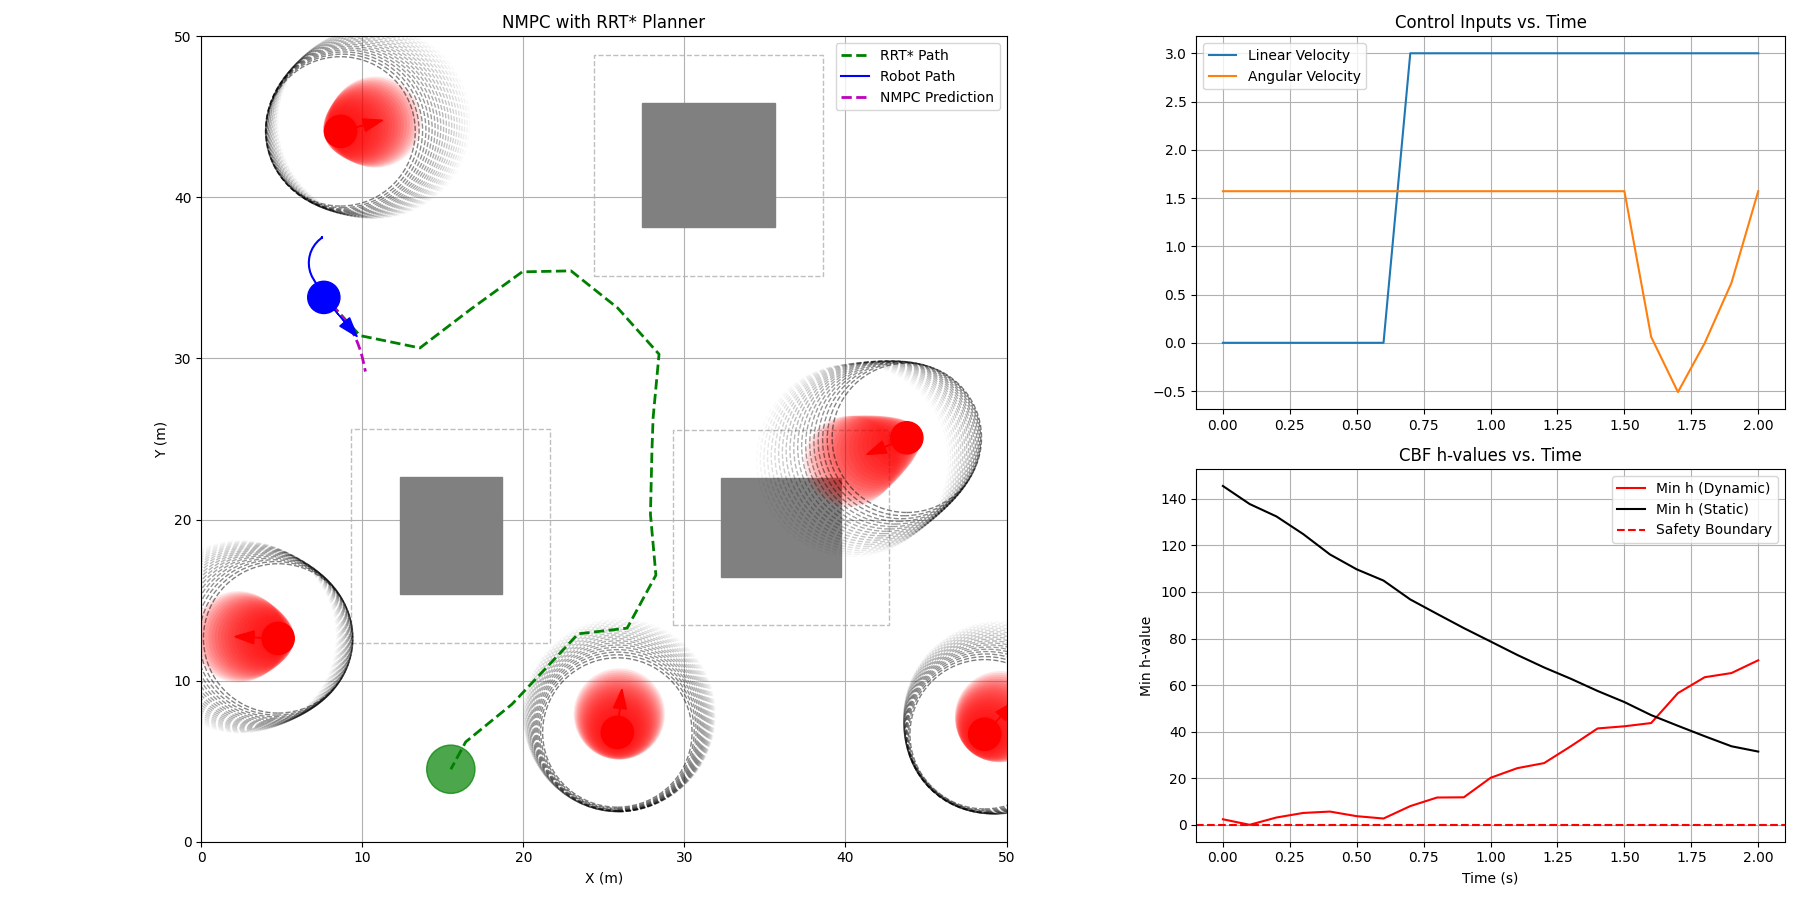 NMPC with RRT* Planner
RRT* Path
Robot Path
NMPC Prediction
Y (m)
50
40
30
20
10
0
0 10 20 30 40 50
X (m)
Control Inputs vs. Time
Linear Velocity
Angular Velocity
3.0
2.5
2.0
1.5
1.0
0.5
0.0
−0.5
0.00 0.25 0.50 0.75 1.00 1.25 1.50 1.75 2.00
CBF h-values vs. Time
Min h (Dynamic)
Min h (Static)
Safety Boundary
Min h-value
140
120
100
80
60
40
20
0
0.00 0.25 0.50 0.75 1.00 1.25 1.50 1.75 2.00
Time (s)